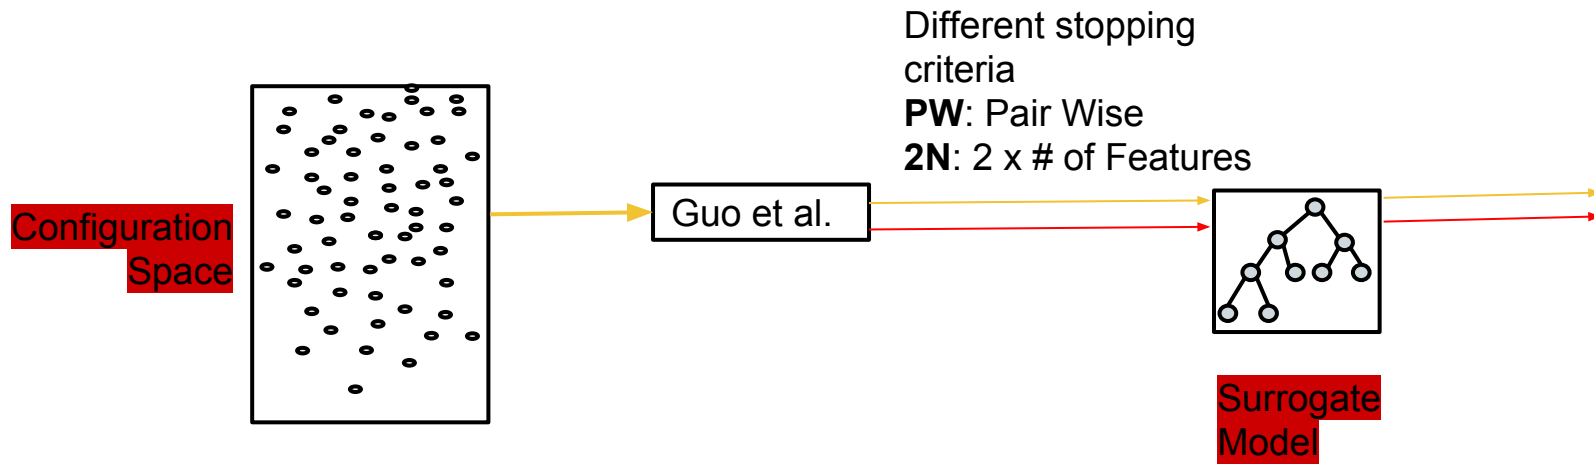 Different stopping
criteria
PW: Pair Wise
2N: 2 x # of Features
Configuration
Space
Guo et al.
Surrogate
Model